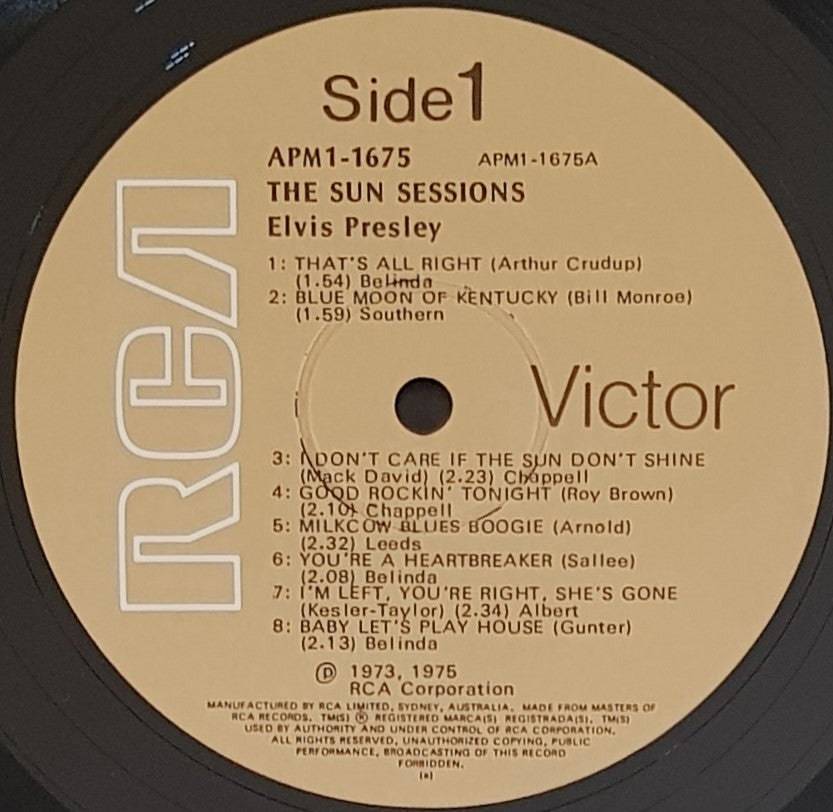 Side 1
APM1-1675 APM1-1675A
THE SUN SESSIONS
Elvis Presley
1: THAT'S ALL RIGHT (Arthur Crudup)
(1.54) Belinda
2: BLUE MOON OF KENTUCKY (Bill Monroe)
(1.59) Southern
RCA
Victor
3: I DON'T CARE IF THE SUN DON'T SHINE
(Mack David) (2.23) Chappell
4: GOOD ROCKIN' TONIGHT (Roy Brown)
(2.10) Chappell
5: MILKCOW BLUES BOOGIE (Arnold)
(2.32) Leeds
6: YOU'RE A HEARTBREAKER (Sallee)
(2.08) Belinda
7: I'M LEFT, YOU'RE RIGHT, SHE'S GONE
(Kesler-Taylor) (2.34) Albert
8: BABY LET'S PLAY HOUSE (Gunter)
(2.13) Belinda
℗ 1973, 1975
RCA Corporation
MANUFACTURED BY RCA LIMITED, SYDNEY, AUSTRALIA. MADE FROM MASTERS OF
RCA RECORDS. TM(S) ® REGISTERED MARCA(S) REGISTRADA(S). TM(S)
USED BY AUTHORITY AND UNDER CONTROL OF RCA CORPORATION.
ALL RIGHTS RESERVED, UNAUTHORIZED COPYING, PUBLIC
PERFORMANCE, BROADCASTING OF THIS RECORD
FORBIDDEN.